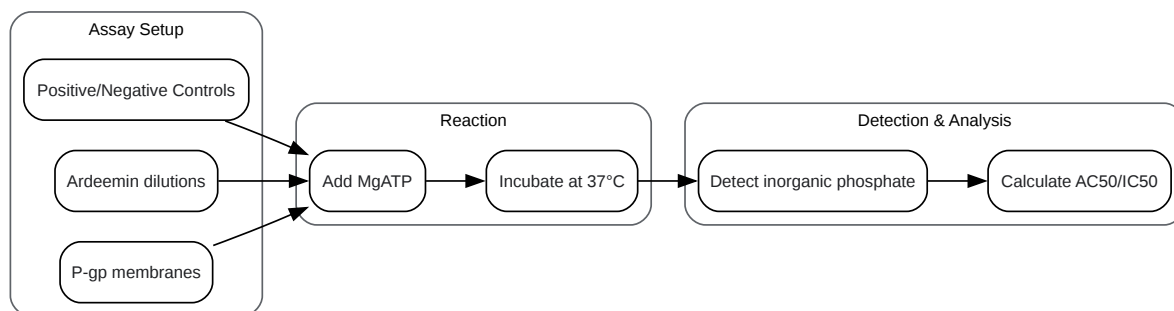 Assay Setup
Positive/Negative Controls
Ardeemin dilutions
P-gp membranes
Reaction
Add MgATP
Incubate at 37°C
Detection & Analysis
Detect inorganic phosphate
Calculate AC50/IC50